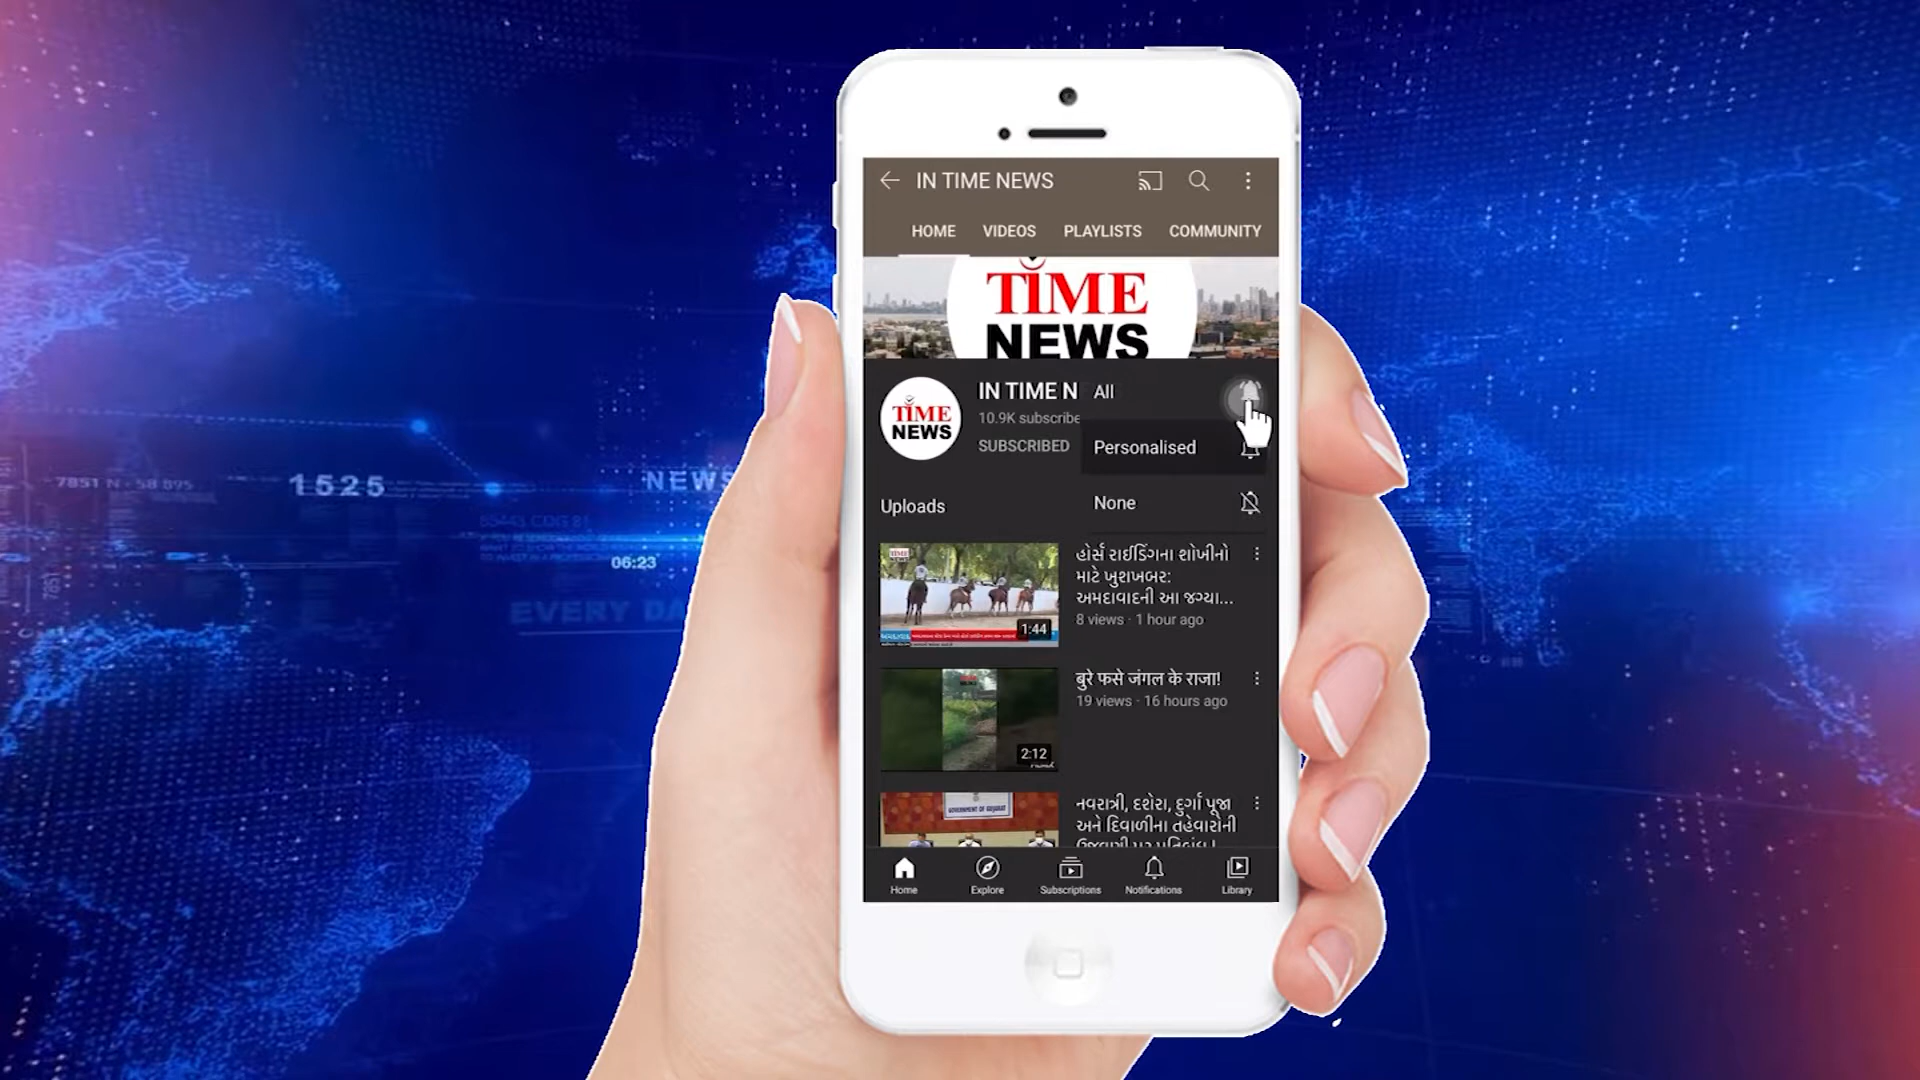 IN TIME NEWS
HOME VIDEOS PLAYLISTS COMMUNITY
TIME
NEWS
IN TIME N
10.9K subscribe
SUBSCRIBED
TIME
NEWS
All
Personalised
None
Uploads
હોર્સ રાઈડિંગના શોખીનો
માટે ખુશખબર:
અમદાવાદની આ જગ્યા...
8 views · 1 hour ago
1:44
बुरे फसे जंगल के राजा!
19 views · 16 hours ago
2:12
GOVERNMENT OF GUJARAT
નવરાત્રી, દશેરા, દુર્ગા પૂજા
અને દિવાળીના તહેવારોની
Home Explore Subscriptions Notifications Library
1525
NEWS
06:23
EVERY DA